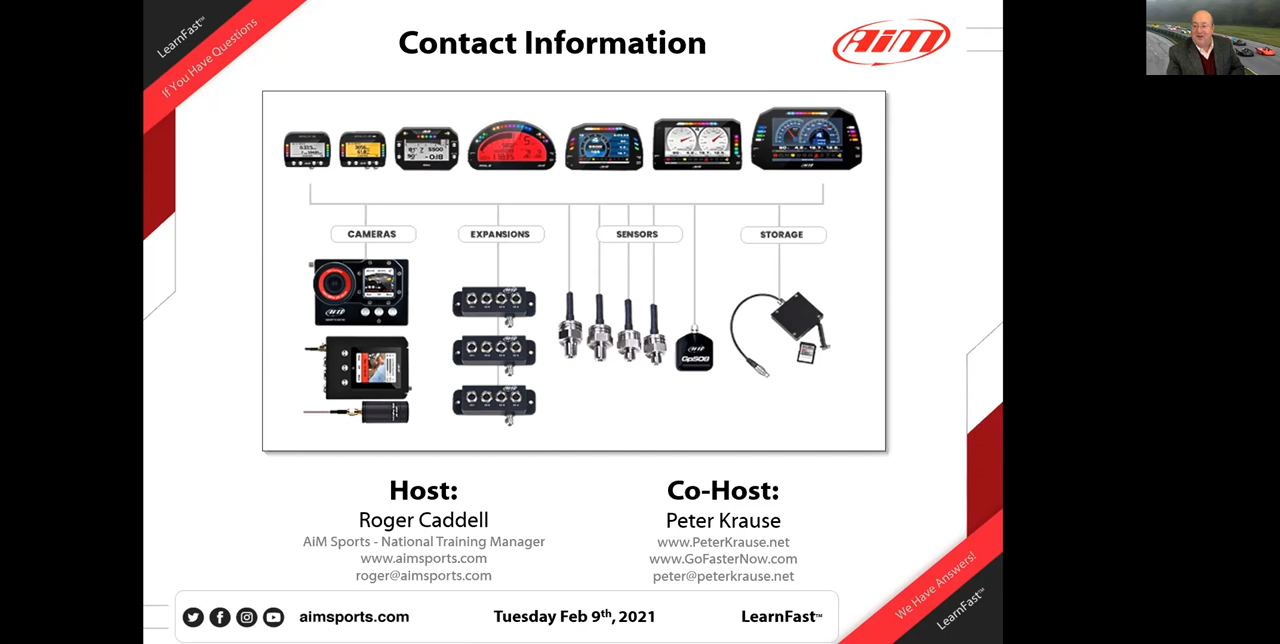 LearnFast™
If You Have Questions
Contact Information
AiM
CAMERAS
EXPANSIONS
SENSORS
STORAGE
GpS08
Host:
Roger Caddell
AiM Sports - National Training Manager
www.aimsports.com
roger@aimsports.com
Co-Host:
Peter Krause
www.PeterKrause.net
www.GoFasterNow.com
peter@peterkrause.net
We Have Answers!
LearnFast™
aimsports.com
Tuesday Feb 9th, 2021
LearnFast™